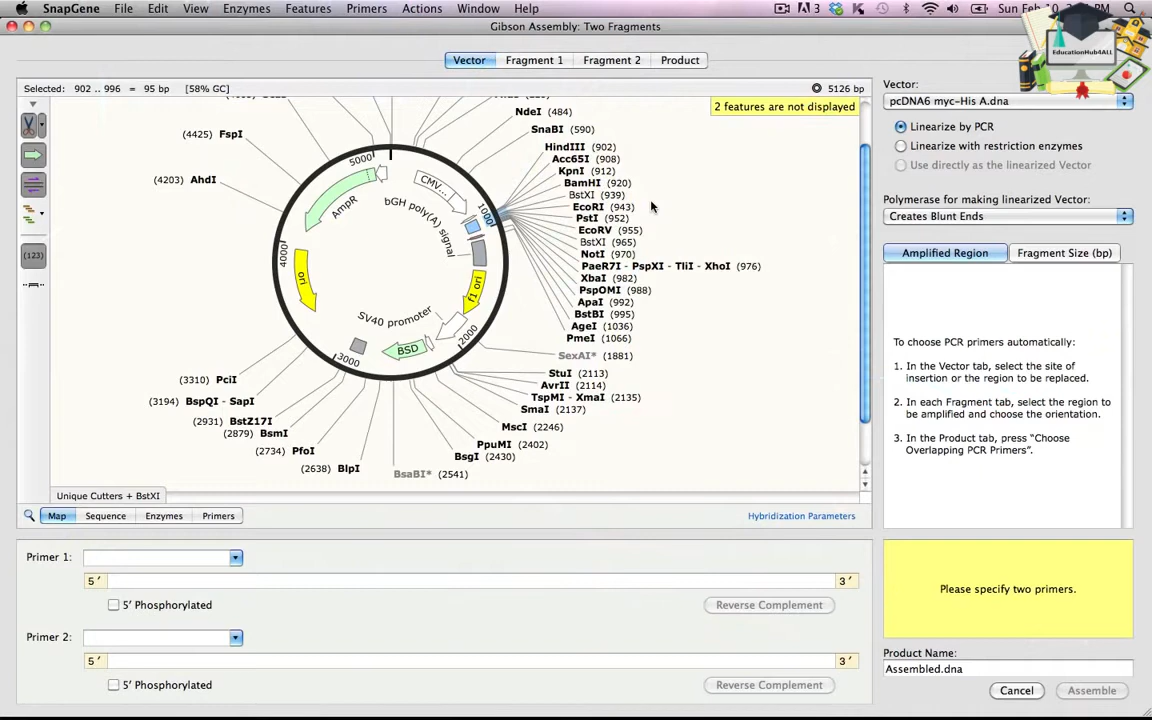 SnapGene File Edit View Enzymes Features Primers Actions Window Help
3 Sun Feb 10
Gibson Assembly: Two Fragments
EducationHub4ALL
Vector Fragment 1 Fragment 2 Product
Selected: 902 .. 996 = 95 bp [58% GC]
5126 bp
2 features are not displayed
NdeI (484)
SnaBI (590)
HindIII (902)
Acc65I (908)
KpnI (912)
BamHI (920)
BstXI (939)
EcoRI (943)
PstI (952)
EcoRV (955)
BstXI (965)
NotI (970)
PaeR7I - PspXI - TliI - XhoI (976)
XbaI (982)
PspOMI (988)
ApaI (992)
BstBI (995)
AgeI (1036)
PmeI (1066)
SexAI* (1881)
StuI (2113)
AvrII (2114)
TspMI - XmaI (2135)
SmaI (2137)
MscI (2246)
PpuMI (2402)
BsgI (2430)
BsaBI* (2541)
(2638) BlpI
(2734) PfoI
(2879) BsmI
(2931) BstZ17I
(3194) BspQI - SapI
(3310) PciI
(4203) AhdI
(4425) FspI
5000
1000
2000
3000
4000
CMV...
bGH poly(A) signal
AmpR
ori
f1 ori
SV40 promoter
BSD
(123)
Unique Cutters + BstXI
Map Sequence Enzymes Primers
Hybridization Parameters
Primer 1:
5′ 3′
5′ Phosphorylated
Reverse Complement
Primer 2:
5′ 3′
5′ Phosphorylated
Reverse Complement
Vector:
pcDNA6 myc-His A.dna
Linearize by PCR
Linearize with restriction enzymes
Use directly as the linearized Vector
Polymerase for making linearized Vector:
Creates Blunt Ends
Amplified Region Fragment Size (bp)
To choose PCR primers automatically:
1. In the Vector tab, select the site of
insertion or the region to be replaced.
2. In each Fragment tab, select the region to
be amplified and choose the orientation.
3. In the Product tab, press “Choose
Overlapping PCR Primers”.
Please specify two primers.
Product Name:
Assembled.dna
Cancel Assemble